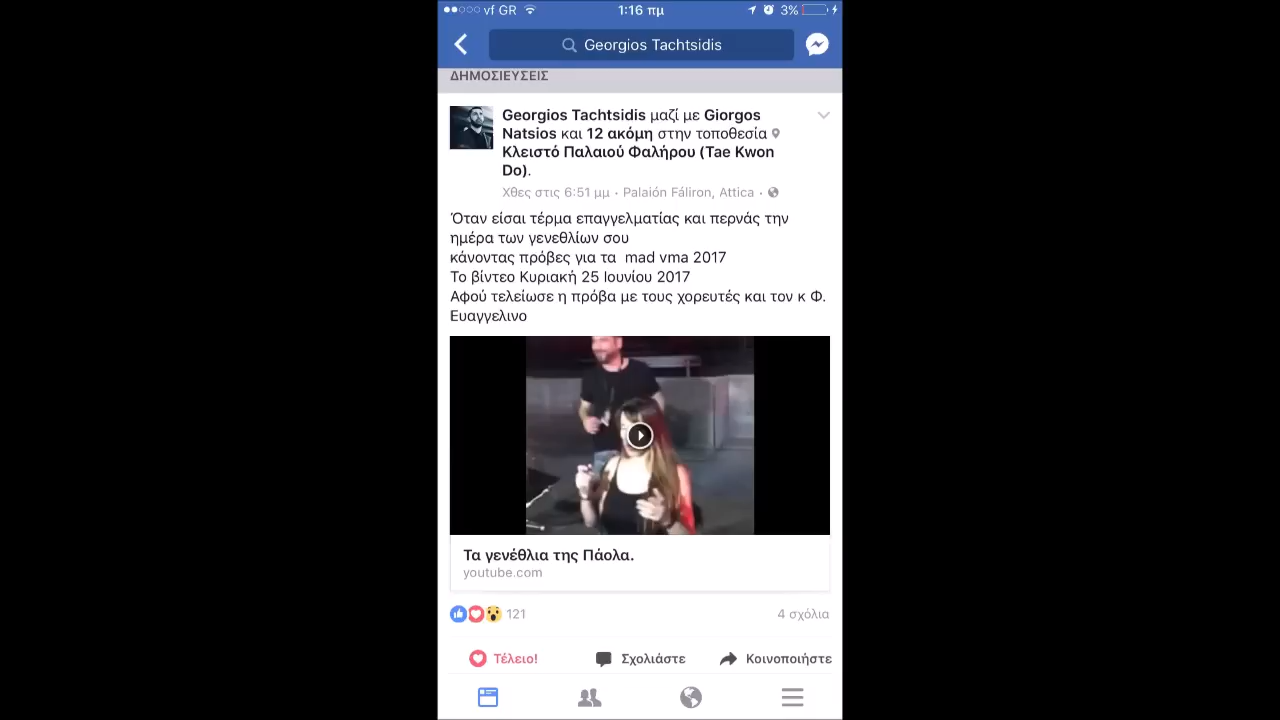 vf GR 1:16 πμ 3%
Georgios Tachtsidis
ΔΗΜΟΣΙΕΥΣΕΙΣ
Georgios Tachtsidis μαζί με Giorgos
Natsios και 12 ακόμη στην τοποθεσία
Κλειστό Παλαιού Φαλήρου (Tae Kwon
Do).
Χθες στις 6:51 μμ · Palaión Fáliron, Attica ·
Όταν είσαι τέρμα επαγγελματίας και περνάς την
ημέρα των γενεθλίων σου
κάνοντας πρόβες για τα mad vma 2017
Το βίντεο Κυριακή 25 Ιουνίου 2017
Αφού τελείωσε η πρόβα με τους χορευτές και τον κ Φ.
Ευαγγελινο
Τα γενέθλια της Πάολα.
youtube.com
121 4 σχόλια
Τέλειο! Σχολιάστε Κοινοποιήστε